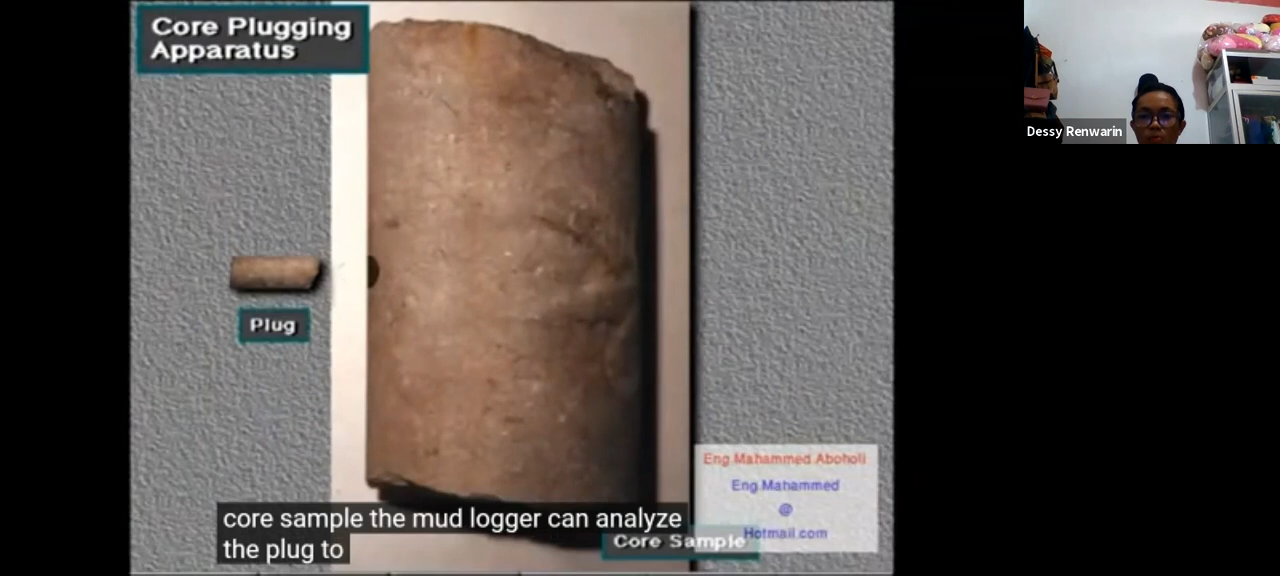 Core Plugging
Apparatus
Dessy Renwarin
Plug
Eng Mahammed Aboholi
Eng Mahammed
@
Hotmail.com
core sample the mud logger can analyze
the plug to
Core Sample